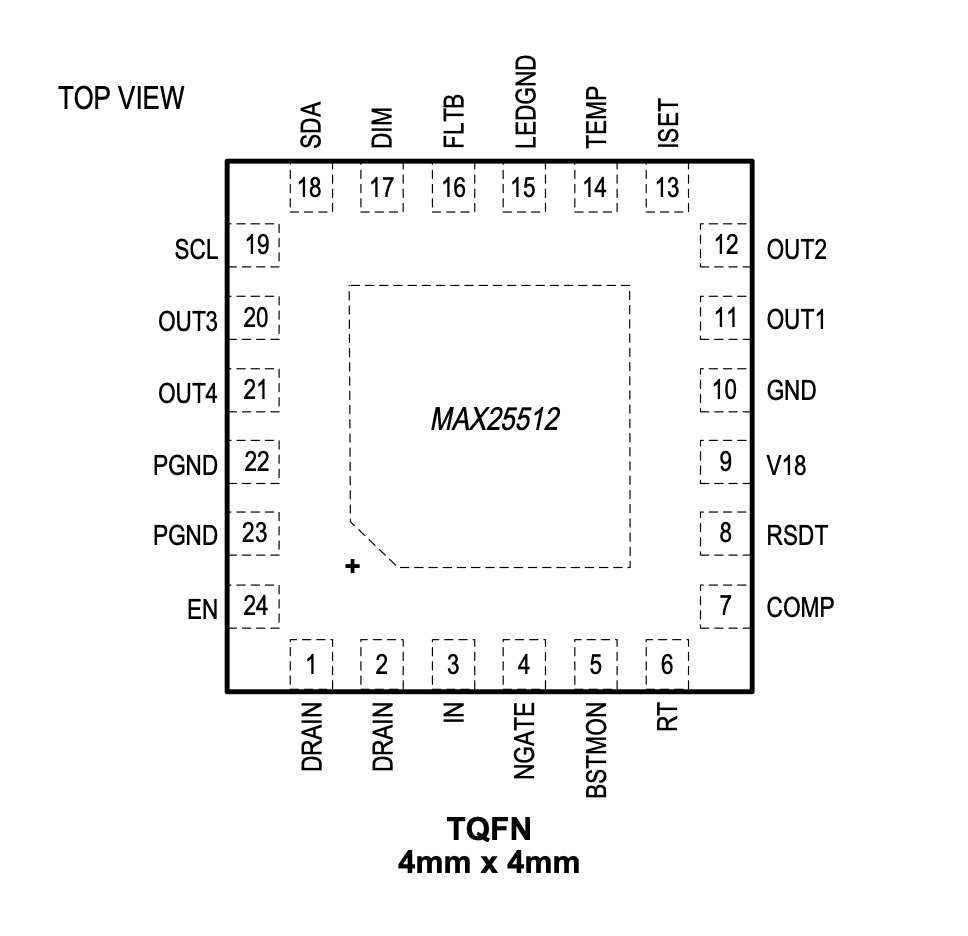 TOP VIEW
SDA
DIM
FLTB
LEDGND
TEMP
ISET
18
17
16
15
14
13
SCL
19
12
OUT2
OUT3
20
11
OUT1
OUT4
21
10
GND
MAX25512
PGND
22
9
V18
PGND
23
8
RSDT
+
EN
24
7
COMP
1
2
3
4
5
6
DRAIN
DRAIN
IN
NGATE
BSTMON
RT
TQFN
4mm x 4mm